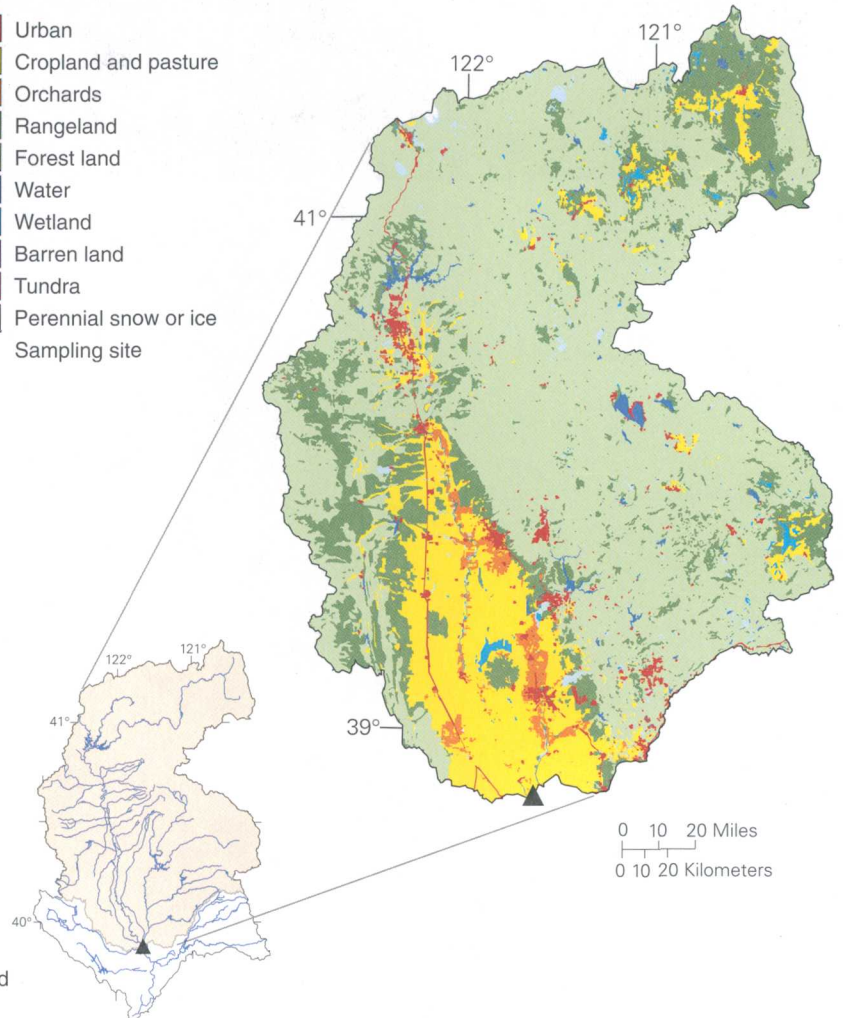 Urban
Cropland and pasture
Orchards
Rangeland
Forest land
Water
Wetland
Barren land
Tundra
Perennial snow or ice
Sampling site
121°
122°
41°
39°
0 10 20 Miles
0 10 20 Kilometers
122° 121°
41°
40°
d